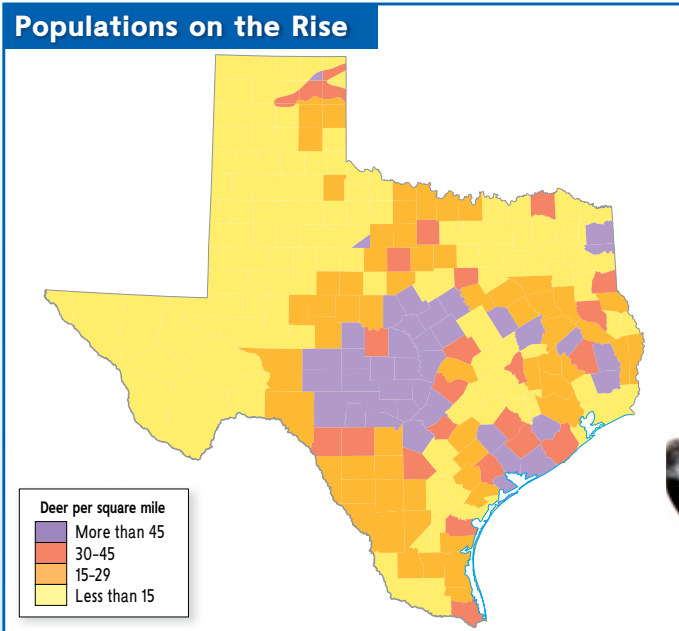 Populations on the Rise
Deer per square mile
More than 45
30–45
15–29
Less than 15